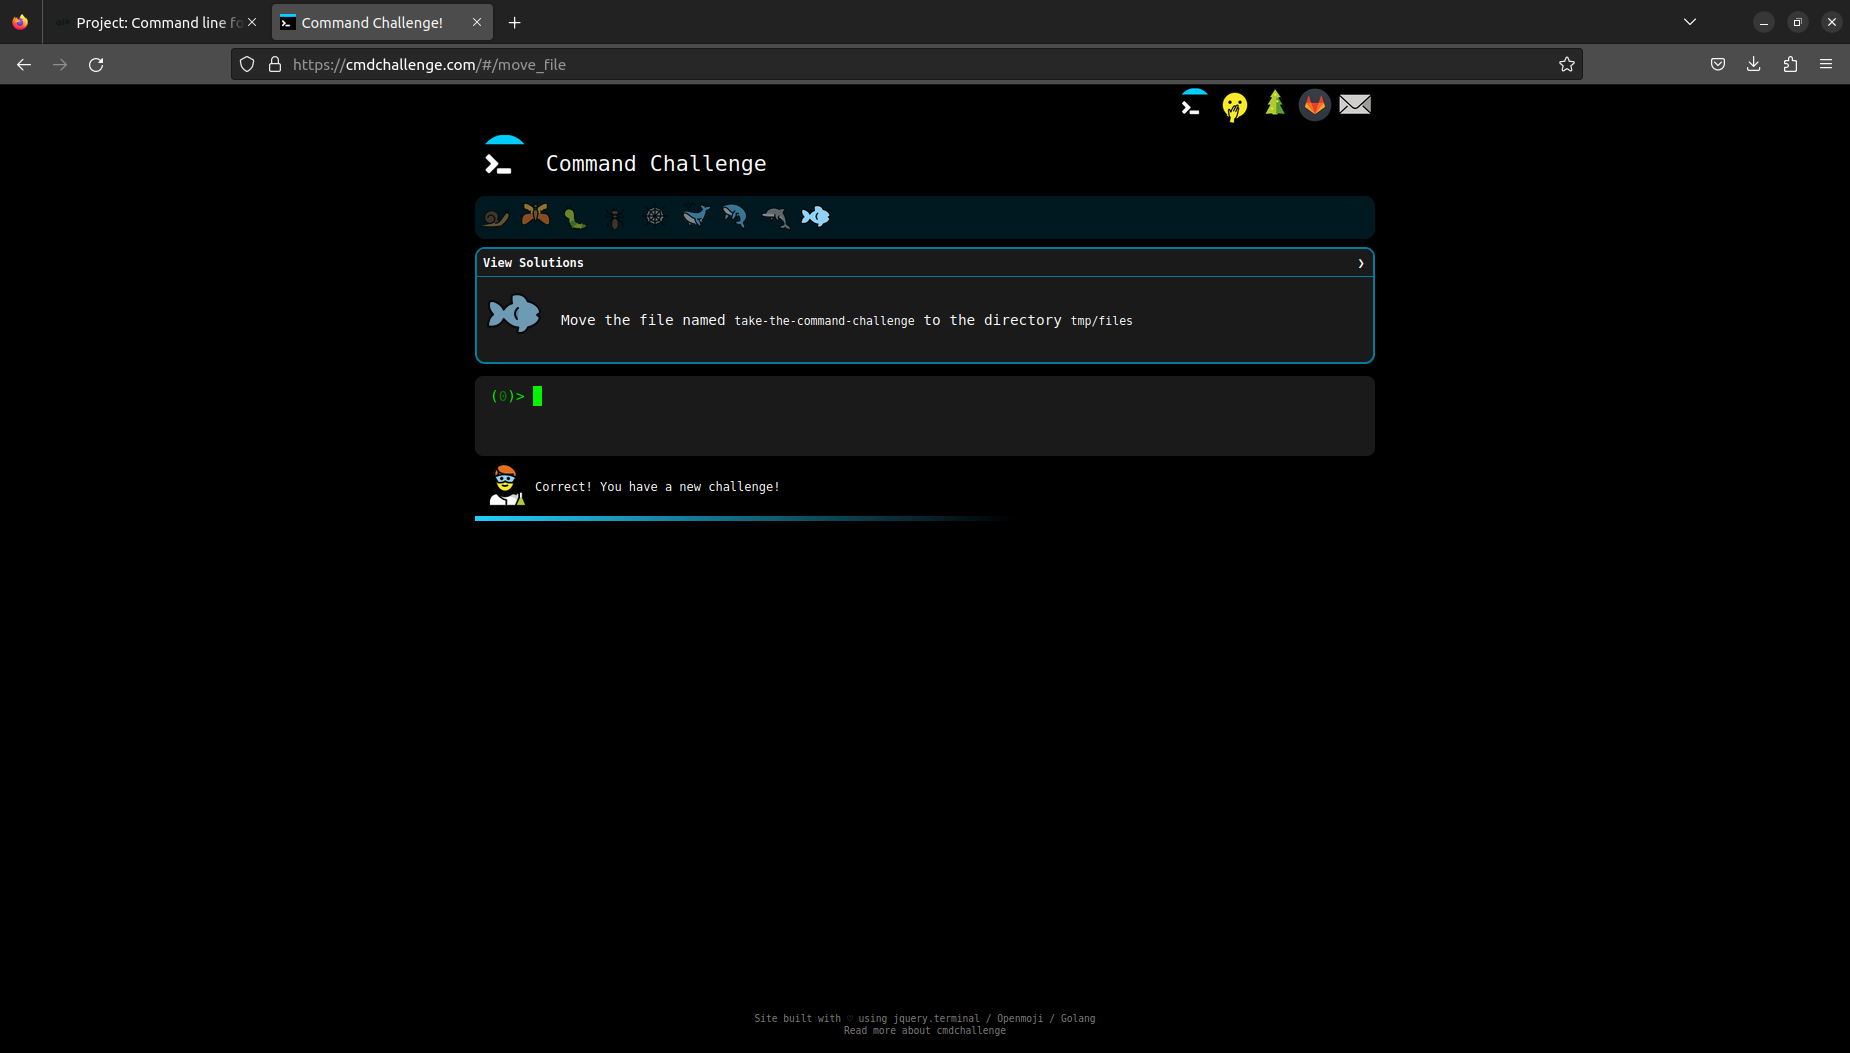 Project: Command line fo
Command Challenge!
https://cmdchallenge.com/#/move_file
Command Challenge
View Solutions
Move the file named take-the-command-challenge to the directory tmp/files
(0)>
Correct! You have a new challenge!
Site built with ♡ using jquery.terminal / Openmoji / Golang
Read more about cmdchallenge